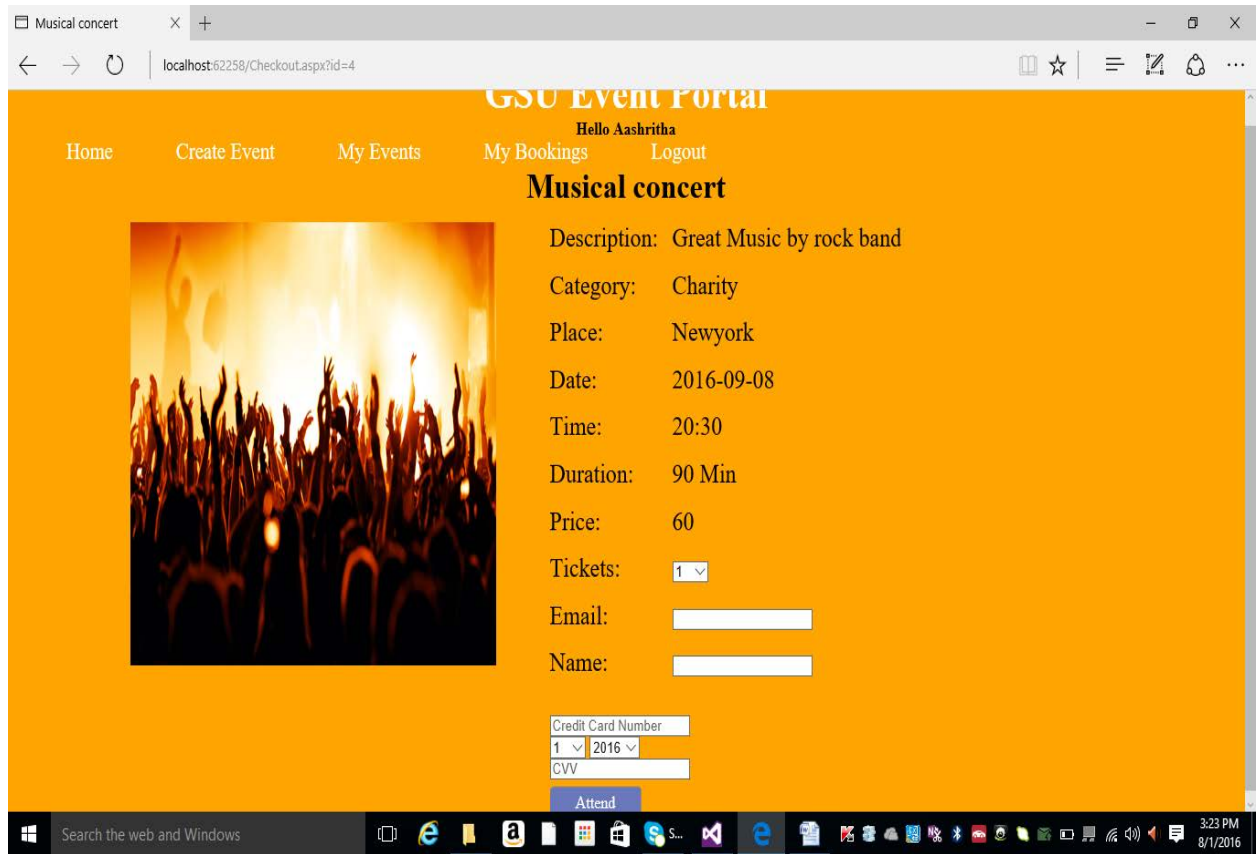 Musical concert
localhost:62258/Checkout.aspx?id=4
GSU Event Portal
Hello Aashritha
Home Create Event My Events My Bookings Logout
Musical concert
Description: Great Music by rock band
Category: Charity
Place: Newyork
Date: 2016-09-08
Time: 20:30
Duration: 90 Min
Price: 60
Tickets: 1
Email:
Name:
Credit Card Number
1 2016
CVV
Attend
Search the web and Windows
S...
3:23 PM
8/1/2016